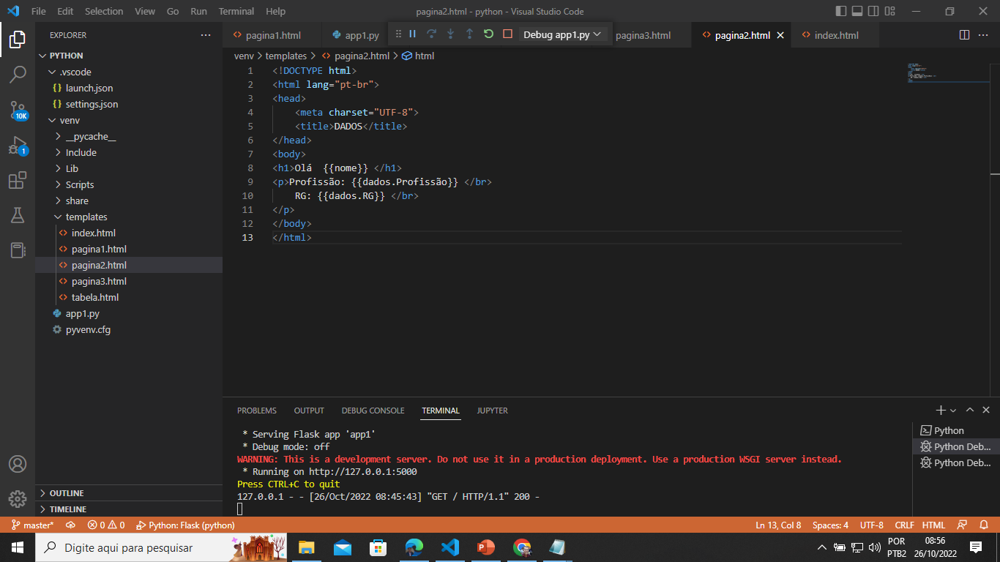 File Edit Selection View Go Run Terminal Help
pagina2.html - python - Visual Studio Code
EXPLORER
PYTHON
.vscode
launch.json
settings.json
venv
__pycache__
Include
Lib
Scripts
share
templates
index.html
pagina1.html
pagina2.html
pagina3.html
tabela.html
app1.py
pyvenv.cfg
OUTLINE
TIMELINE
10K
1
pagina1.html app1.py Debug app1.py pagina3.html pagina2.html index.html
venv > templates > pagina2.html > html
1 <!DOCTYPE html>
2 <html lang="pt-br">
3 <head>
4     <meta charset="UTF-8">
5     <title>DADOS</title>
6 </head>
7 <body>
8 <h1>Olá  {{nome}} </h1>
9 <p>Profissão: {{dados.Profissão}} </br>
10     RG: {{dados.RG}} </br>
11 </p>
12 </body>
13 </html>
PROBLEMS OUTPUT DEBUG CONSOLE TERMINAL JUPYTER
* Serving Flask app 'app1'
* Debug mode: off
WARNING: This is a development server. Do not use it in a production deployment. Use a production WSGI server instead.
* Running on http://127.0.0.1:5000
Press CTRL+C to quit
127.0.0.1 - - [26/Oct/2022 08:45:43] "GET / HTTP/1.1" 200 -
Python
Python Deb...
Python Deb...
master* 0 0 Python: Flask (python) Ln 13, Col 8 Spaces: 4 UTF-8 CRLF HTML
Digite aqui para pesquisar
POR
PTB2
08:56
26/10/2022